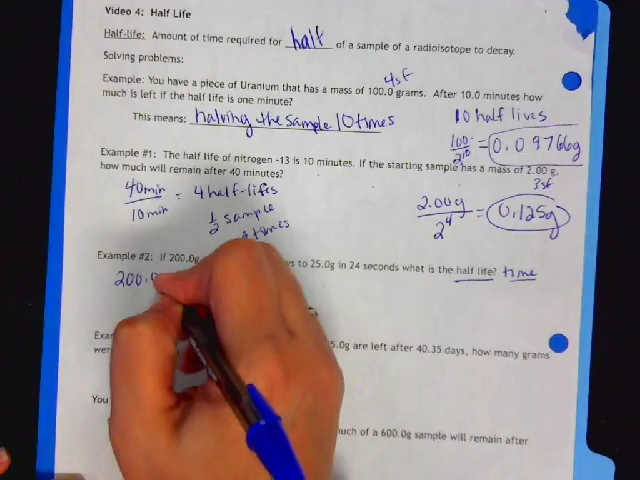 Video 4: Half Life
Half-life: Amount of time required for half of a sample of a radioisotope to decay.
Solving problems:
4sf
Example: You have a piece of Uranium that has a mass of 100.0 grams. After 10.0 minutes how
much is left if the half life is one minute?
10 half lives
This means: halving the sample 10 times
100/2^10 = 0.09766g
Example #1: The half life of nitrogen -13 is 10 minutes. If the starting sample has a mass of 2.00 g,
how much will remain after 40 minutes?
3sf
40min/10min = 4 half-lifes
1/2 sample
4 times
2.00g/2^4 = 0.125g
Example #2: If 200.0g to 25.0g in 24 seconds what is the half life? time
200.0
5.0g are left after 40.35 days, how many grams
were
You
much of a 600.0g sample will remain after